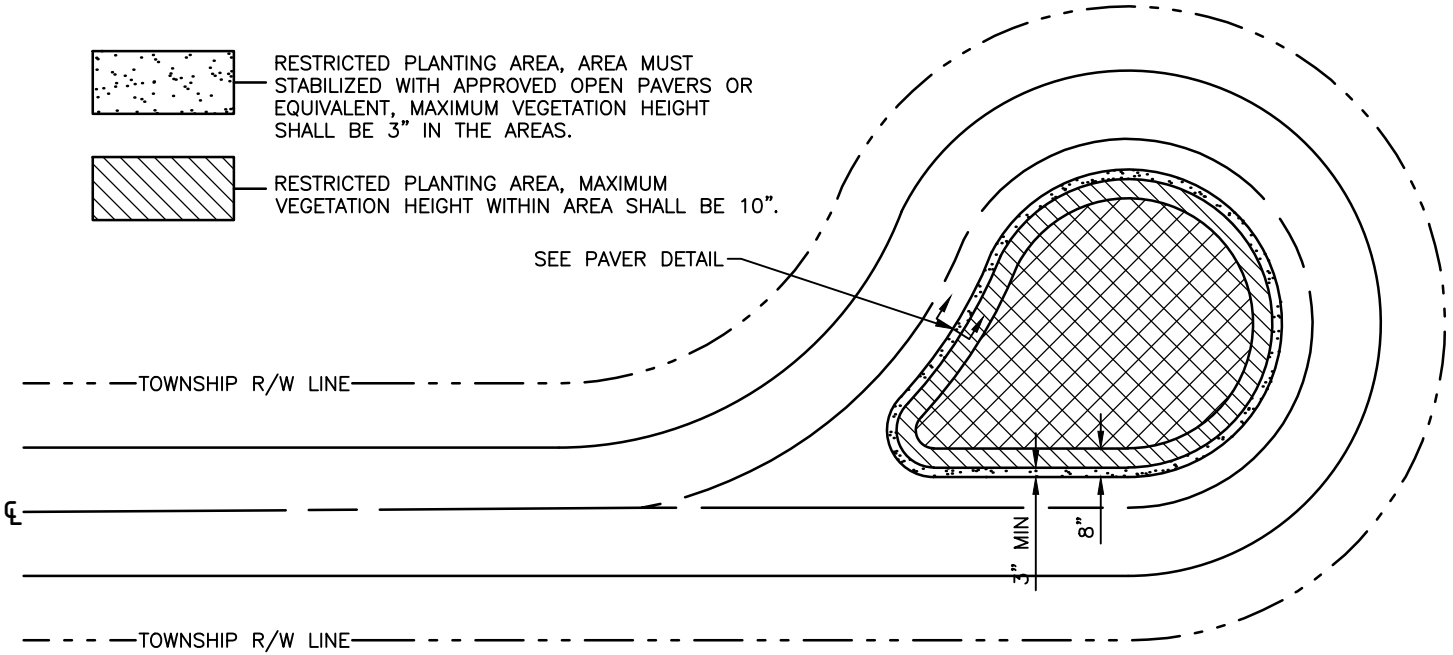 RESTRICTED PLANTING AREA, AREA MUST
STABILIZED WITH APPROVED OPEN PAVERS OR
EQUIVALENT, MAXIMUM VEGETATION HEIGHT
SHALL BE 3" IN THE AREAS.
RESTRICTED PLANTING AREA, MAXIMUM
VEGETATION HEIGHT WITHIN AREA SHALL BE 10".
SEE PAVER DETAIL
TOWNSHIP R/W LINE
℄
3" MIN
8"
TOWNSHIP R/W LINE